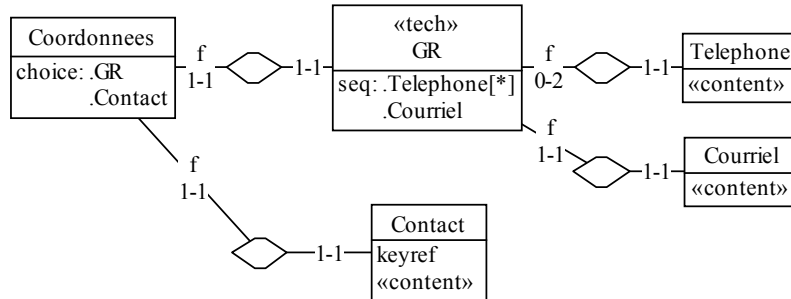 Coordonnees
choice: .GR
.Contact
f
1-1
1-1
«tech»
GR
seq: .Telephone[*]
.Courriel
f
0-2
1-1
Telephone
«content»
f
1-1
1-1
Courriel
«content»
f
1-1
1-1
Contact
keyref
«content»